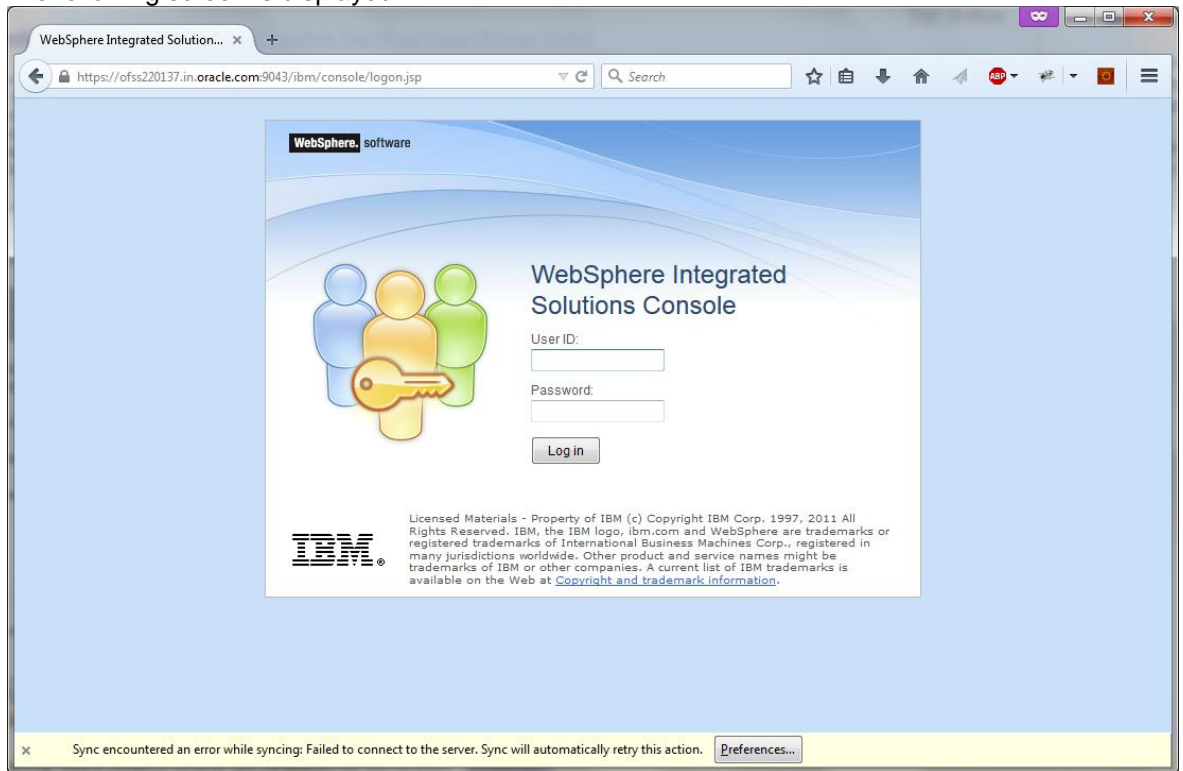 WebSphere Integrated Solution... × +
https://ofss220137.in.oracle.com:9043/ibm/console/logon.jsp
Search
ABP
WebSphere. software
WebSphere Integrated
Solutions Console
User ID:
Password:
Log in
IBM®
Licensed Materials - Property of IBM (c) Copyright IBM Corp. 1997, 2011 All
Rights Reserved. IBM, the IBM logo, ibm.com and WebSphere are trademarks or
registered trademarks of International Business Machines Corp., registered in
many jurisdictions worldwide. Other product and service names might be
trademarks of IBM or other companies. A current list of IBM trademarks is
available on the Web at Copyright and trademark information.
× Sync encountered an error while syncing: Failed to connect to the server. Sync will automatically retry this action. Preferences...